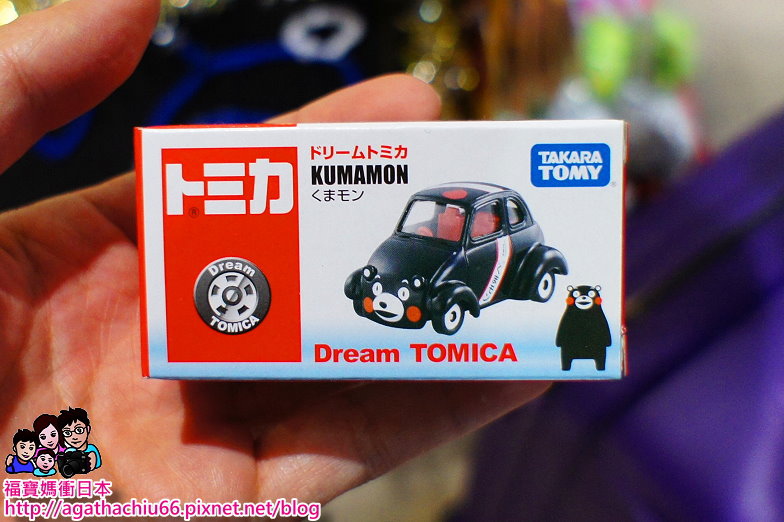 トミカ
®
Dream
TOMICA
ドリームトミカ
KUMAMON
くまモン
TAKARA
TOMY
®
Dream TOMICA
福寶媽衝日本
http://agathachiu66.pixnet.net/blog